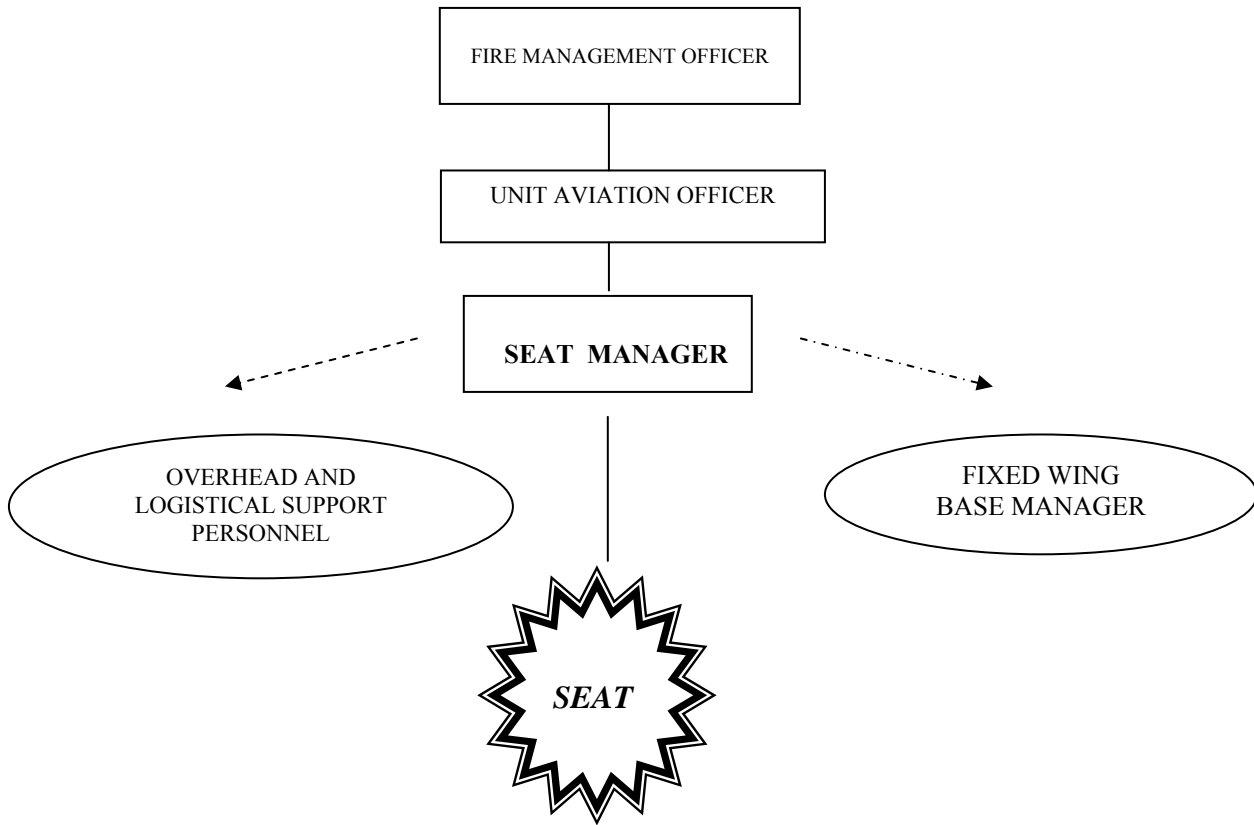 FIRE MANAGEMENT OFFICER
UNIT AVIATION OFFICER
SEAT MANAGER
OVERHEAD AND
LOGISTICAL SUPPORT
PERSONNEL
FIXED WING
BASE MANAGER
SEAT